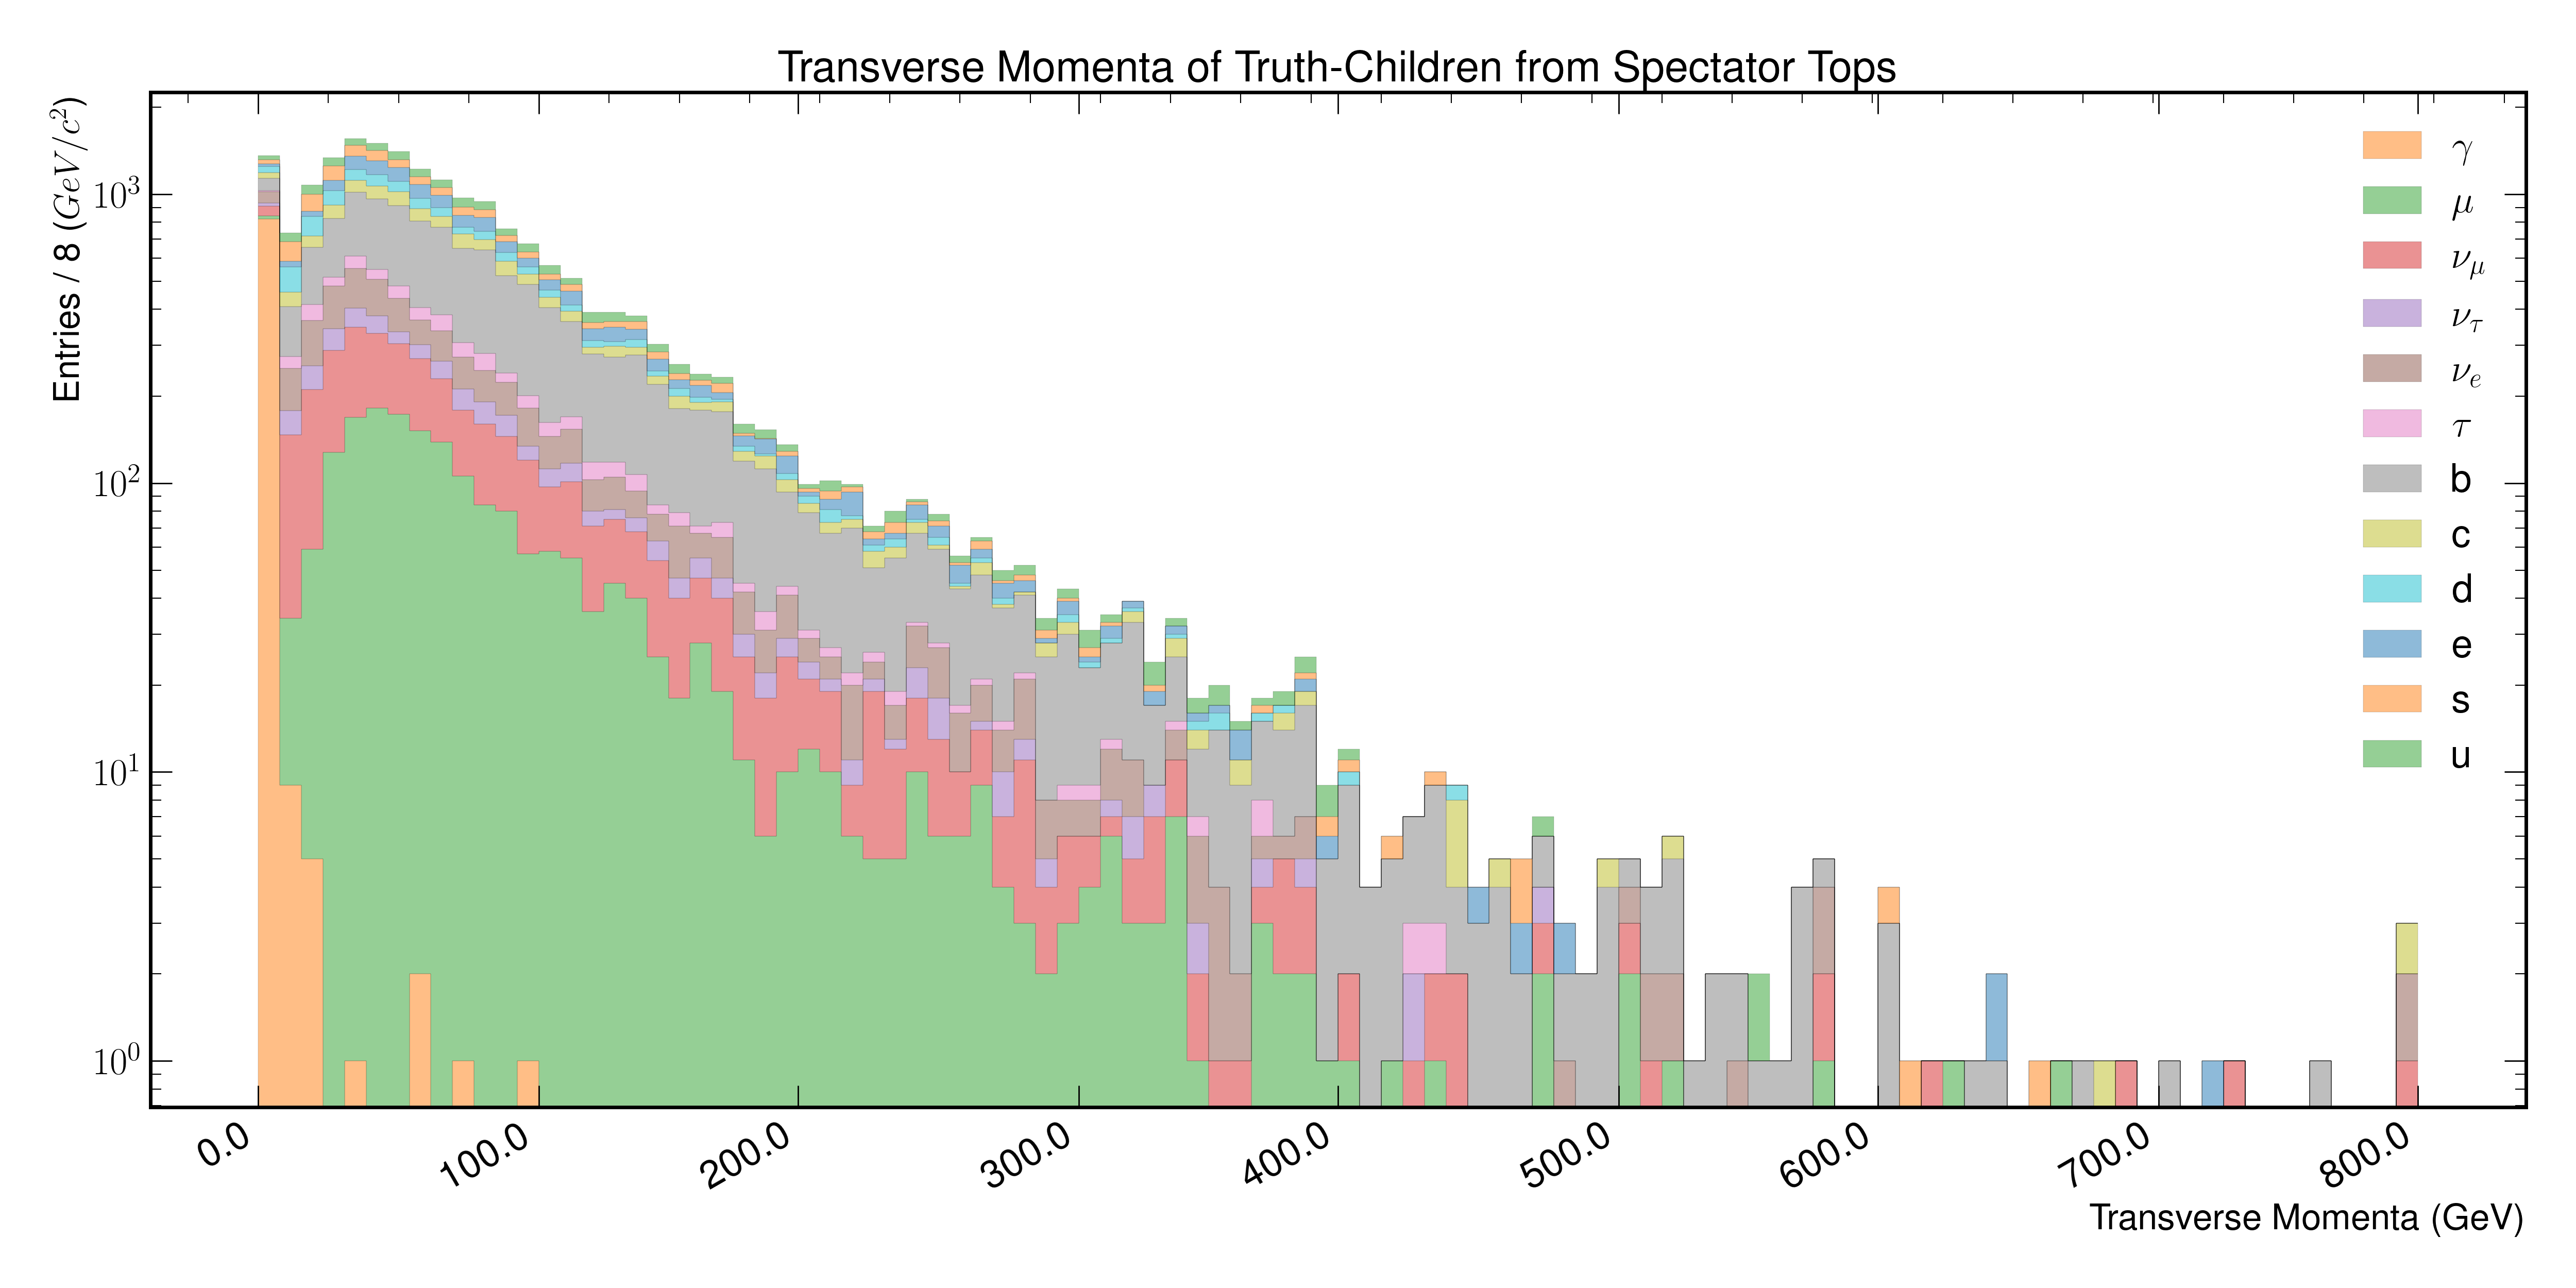 Transverse Momenta of Truth-Children from Spectator Tops
Entries / 8 (GeV/c²)
10³
10²
10¹
10⁰
γ
μ
ν_μ
ν_τ
ν_e
τ
b
c
d
e
s
u
0.0 100.0 200.0 300.0 400.0 500.0 600.0 700.0 800.0
Transverse Momenta (GeV)